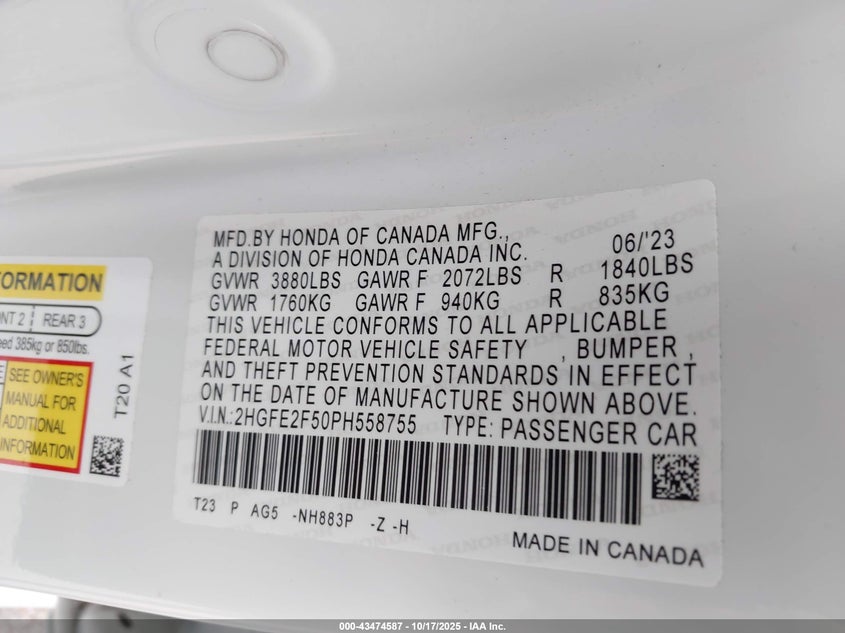 FORMATION
NT 2 REAR 3
eed 385kg or 850lbs.
SEE OWNER'S
MANUAL FOR
ADDITIONAL
INFORMATION
T20 A1
MFD.BY HONDA OF CANADA MFG., 06/'23
A DIVISION OF HONDA CANADA INC.
GVWR 3880LBS GAWR F 2072LBS R 1840LBS
GVWR 1760KG GAWR F 940KG R 835KG
THIS VEHICLE CONFORMS TO ALL APPLICABLE
FEDERAL MOTOR VEHICLE SAFETY , BUMPER ,
AND THEFT PREVENTION STANDARDS IN EFFECT
ON THE DATE OF MANUFACTURE SHOWN ABOVE.
V.I.N.:2HGFE2F50PH558755 TYPE: PASSENGER CAR
T23 P AG5 -NH883P -Z -H
MADE IN CANADA
000-43474587 - 10/17/2025 - IAA Inc.